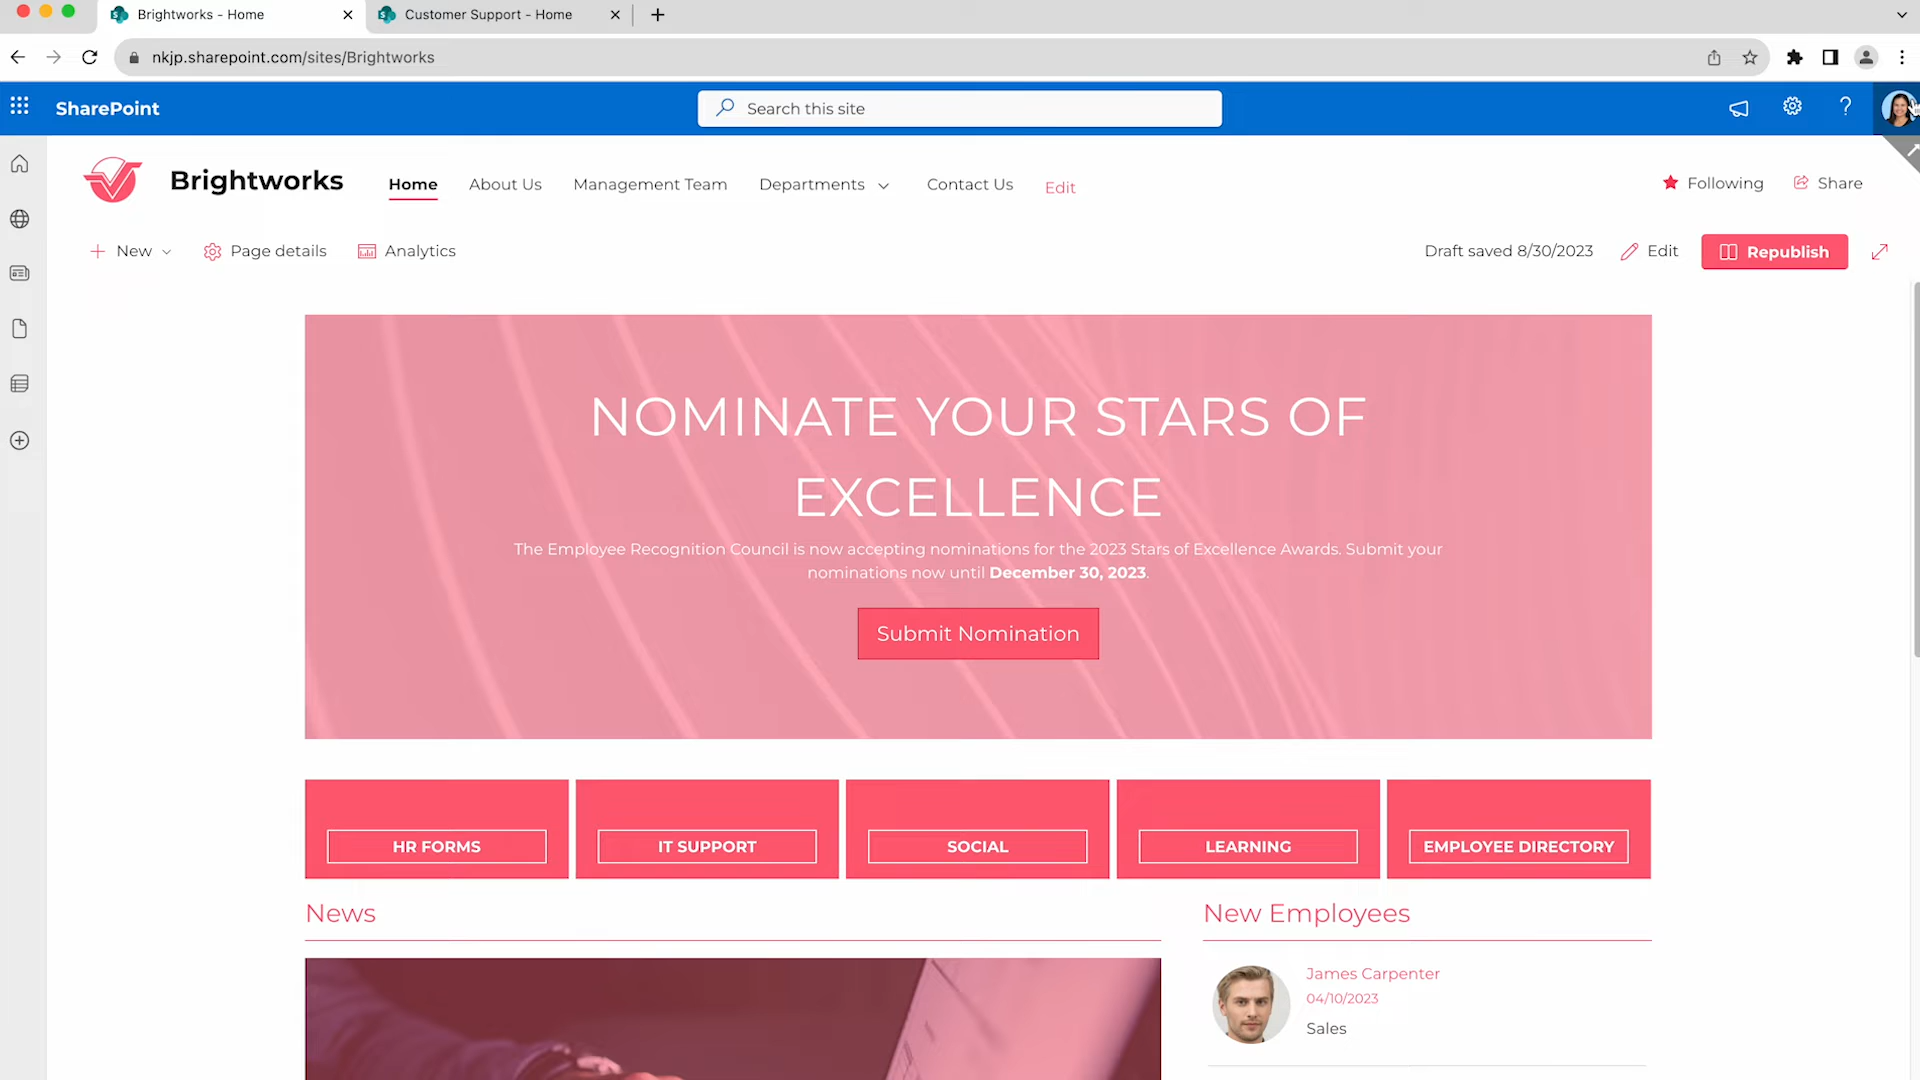 Brightworks - Home
Customer Support - Home
nkjp.sharepoint.com/sites/Brightworks
SharePoint
Search this site
Brightworks
Home
About Us
Management Team
Departments
Contact Us
Edit
Following
Share
New
Page details
Analytics
Draft saved 8/30/2023
Edit
Republish
NOMINATE YOUR STARS OF
EXCELLENCE
The Employee Recognition Council is now accepting nominations for the 2023 Stars of Excellence Awards. Submit your
nominations now until December 30, 2023.
Submit Nomination
HR FORMS
IT SUPPORT
SOCIAL
LEARNING
EMPLOYEE DIRECTORY
News
New Employees
James Carpenter
04/10/2023
Sales